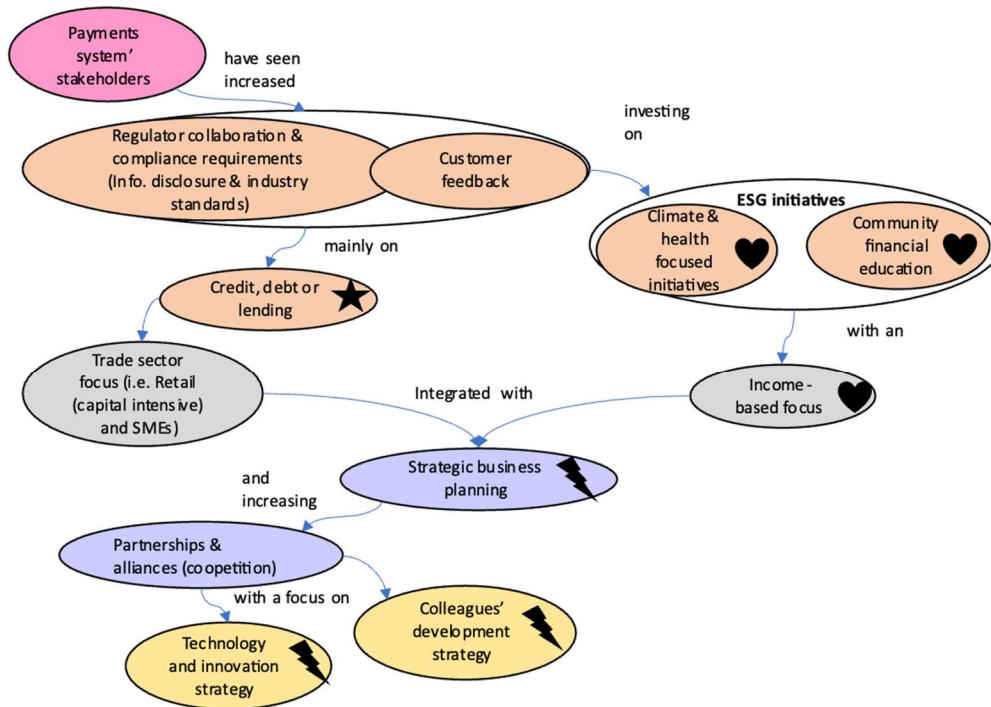 Payments
system’
stakeholders
have seen
increased
investing
on
Regulator collaboration &
compliance requirements
(Info. disclosure & industry
standards)
Customer
feedback
ESG initiatives
Climate &
health
focused
initiatives
Community
financial
education
mainly on
Credit, debt or
lending
with an
Trade sector
focus (i.e. Retail
(capital intensive)
and SMEs)
Integrated with
Income-
based focus
Strategic business
planning
and
increasing
Partnerships &
alliances (coopetition)
with a focus on
Colleagues’
development
strategy
Technology
and innovation
strategy